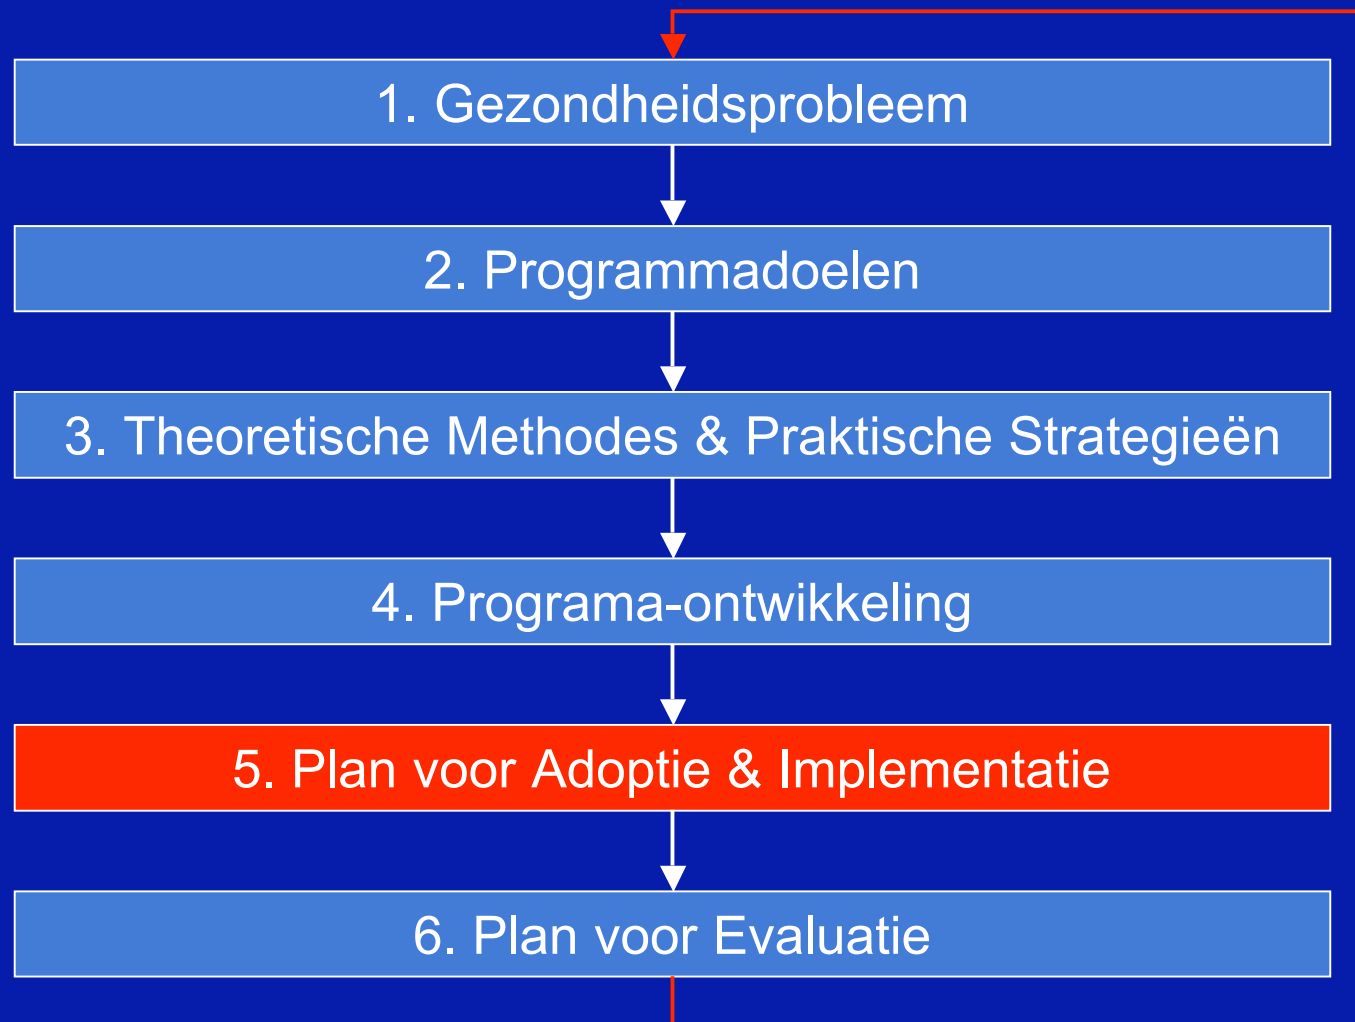 1. Gezondheidsprobleem
2. Programmadoelen
3. Theoretische Methodes & Praktische Strategieën
4. Programa-ontwikkeling
5. Plan voor Adoptie & Implementatie
6. Plan voor Evaluatie